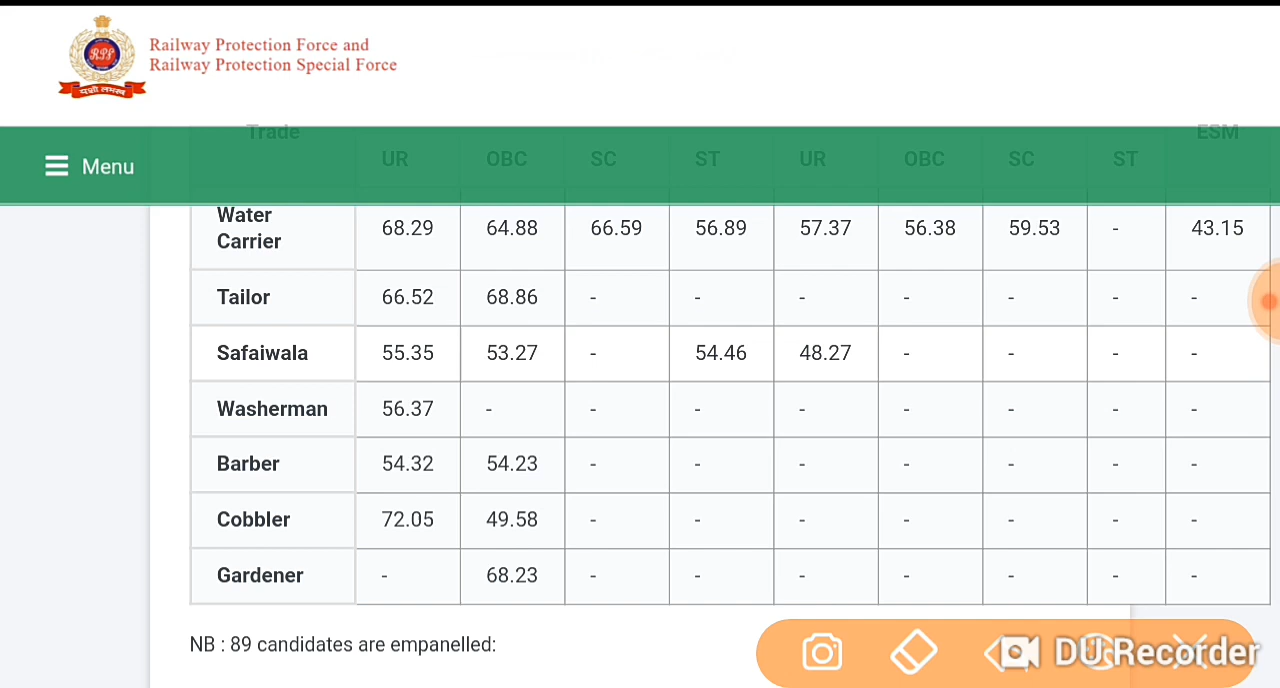 Railway Protection Force and
Railway Protection Special Force
RPF
यशो लभस्व
Trade ESM
Menu UR OBC SC ST UR OBC SC ST
Water
Carrier 68.29 64.88 66.59 56.89 57.37 56.38 59.53 - 43.15
Tailor 66.52 68.86 - - - - - - -
Safaiwala 55.35 53.27 - 54.46 48.27 - - - -
Washerman 56.37 - - - - - - - -
Barber 54.32 54.23 - - - - - - -
Cobbler 72.05 49.58 - - - - - - -
Gardener - 68.23 - - - - - - -
NB : 89 candidates are empanelled:
DU Recorder